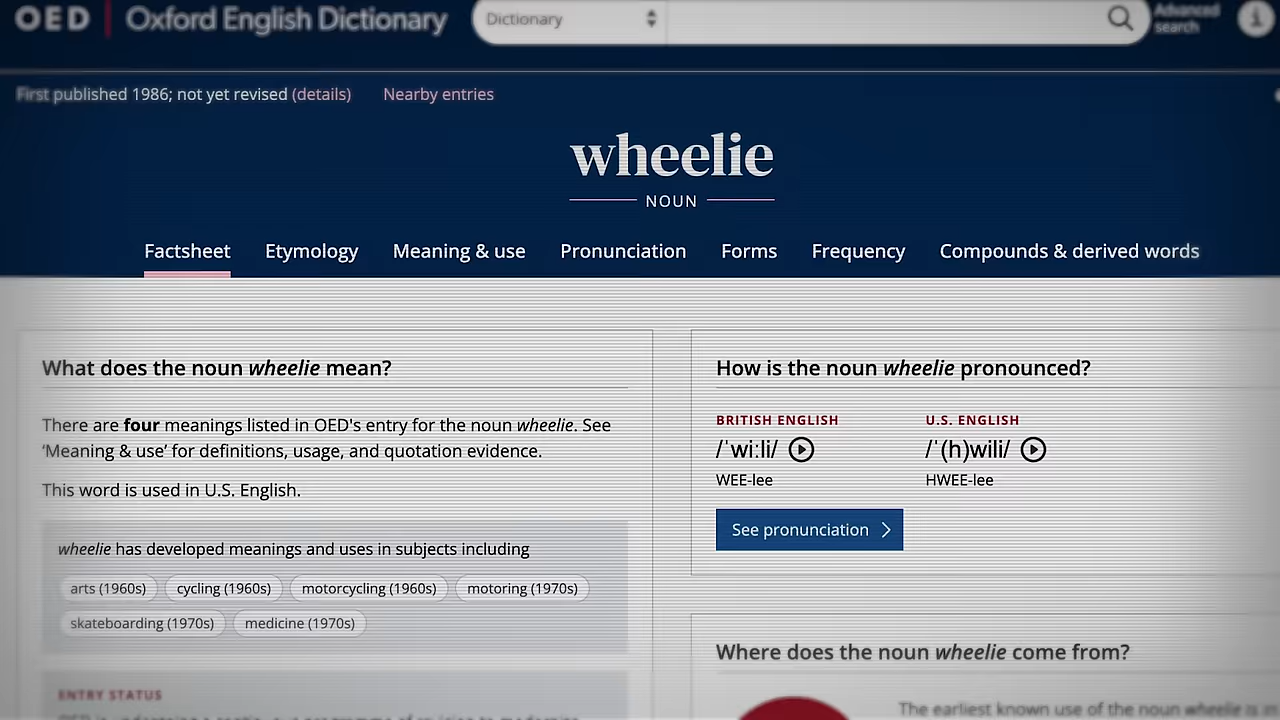 OED | Oxford English Dictionary
Dictionary
Advanced search
First published 1986; not yet revised (details)
Nearby entries
wheelie
NOUN
Factsheet
Etymology
Meaning & use
Pronunciation
Forms
Frequency
Compounds & derived words
What does the noun wheelie mean?
There are four meanings listed in OED's entry for the noun wheelie. See
'Meaning & use' for definitions, usage, and quotation evidence.
This word is used in U.S. English.
wheelie has developed meanings and uses in subjects including
arts (1960s)
cycling (1960s)
motorcycling (1960s)
motoring (1970s)
skateboarding (1970s)
medicine (1970s)
ENTRY STATUS
How is the noun wheelie pronounced?
BRITISH ENGLISH
/ˈwiːli/
WEE-lee
U.S. ENGLISH
/ˈ(h)wili/
HWEE-lee
See pronunciation
Where does the noun wheelie come from?
The earliest known use of the noun wheelie is in